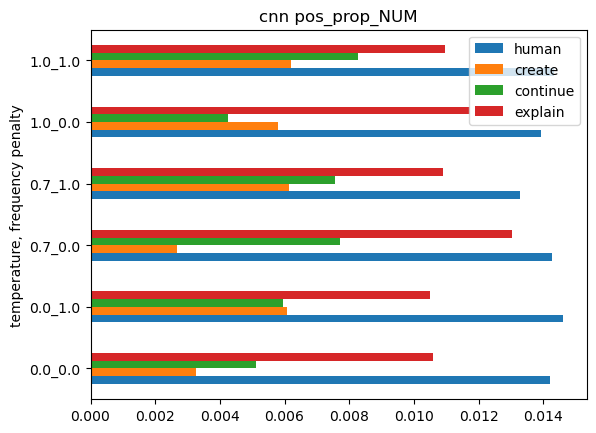 cnn pos_prop_NUM
human
create
continue
explain
temperature, frequency penalty
1.0_1.0
1.0_0.0
0.7_1.0
0.7_0.0
0.0_1.0
0.0_0.0
0.000 0.002 0.004 0.006 0.008 0.010 0.012 0.014